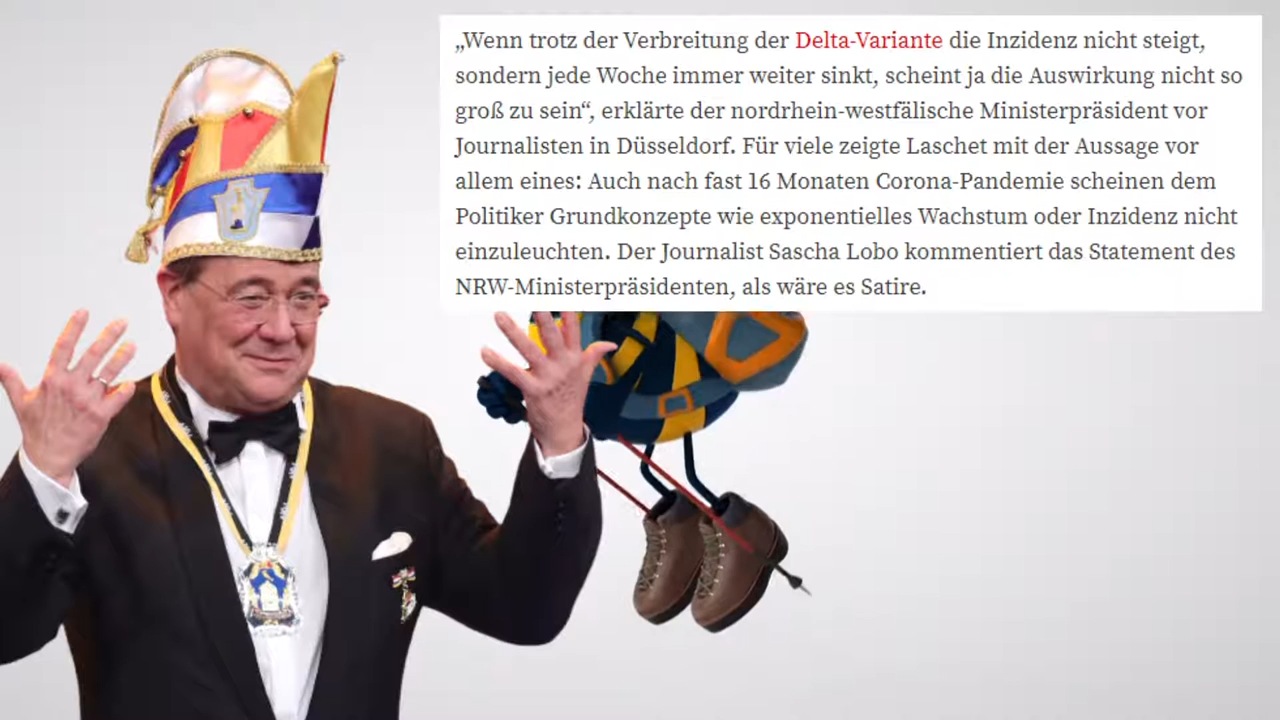 „Wenn trotz der Verbreitung der Delta-Variante die Inzidenz nicht steigt,
sondern jede Woche immer weiter sinkt, scheint ja die Auswirkung nicht so
groß zu sein“, erklärte der nordrhein-westfälische Ministerpräsident vor
Journalisten in Düsseldorf. Für viele zeigte Laschet mit der Aussage vor
allem eines: Auch nach fast 16 Monaten Corona-Pandemie scheinen dem
Politiker Grundkonzepte wie exponentielles Wachstum oder Inzidenz nicht
einzuleuchten. Der Journalist Sascha Lobo kommentiert das Statement des
NRW-Ministerpräsidenten, als wäre es Satire.